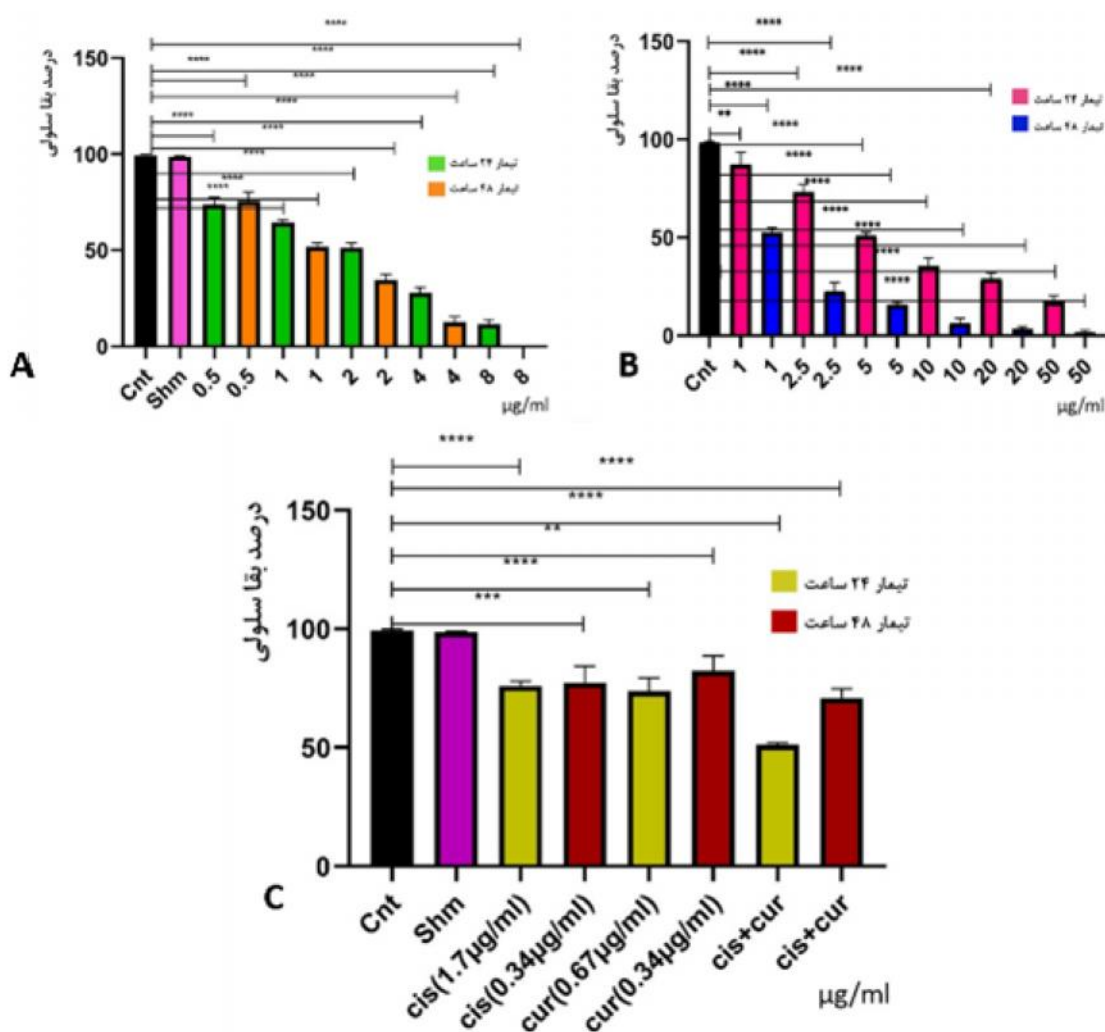 A
درصد بقا سلولی
150
100
50
0
****
****
****
****
****
****
****
****
****
****
تیمار ۲۴ ساعت
تیمار ۴۸ ساعت
Cnt Shm 0.5 0.5 1 1 2 2 4 4 8 8
µg/ml
B
درصد بقا سلولی
150
100
50
0
****
****
****
****
**
****
****
****
****
****
****
****
تیمار ۲۴ ساعت
تیمار ۴۸ ساعت
Cnt 1 1 2.5 2.5 5 5 10 10 20 20 50 50
µg/ml
C
درصد بقا سلولی
150
100
50
0
****
****
****
**
****
***
تیمار ۲۴ ساعت
تیمار ۴۸ ساعت
Cnt Shm cis(1.7µg/ml) cis(0.34µg/ml) cur(0.67µg/ml) cur(0.34µg/ml) cis+cur cis+cur
µg/ml